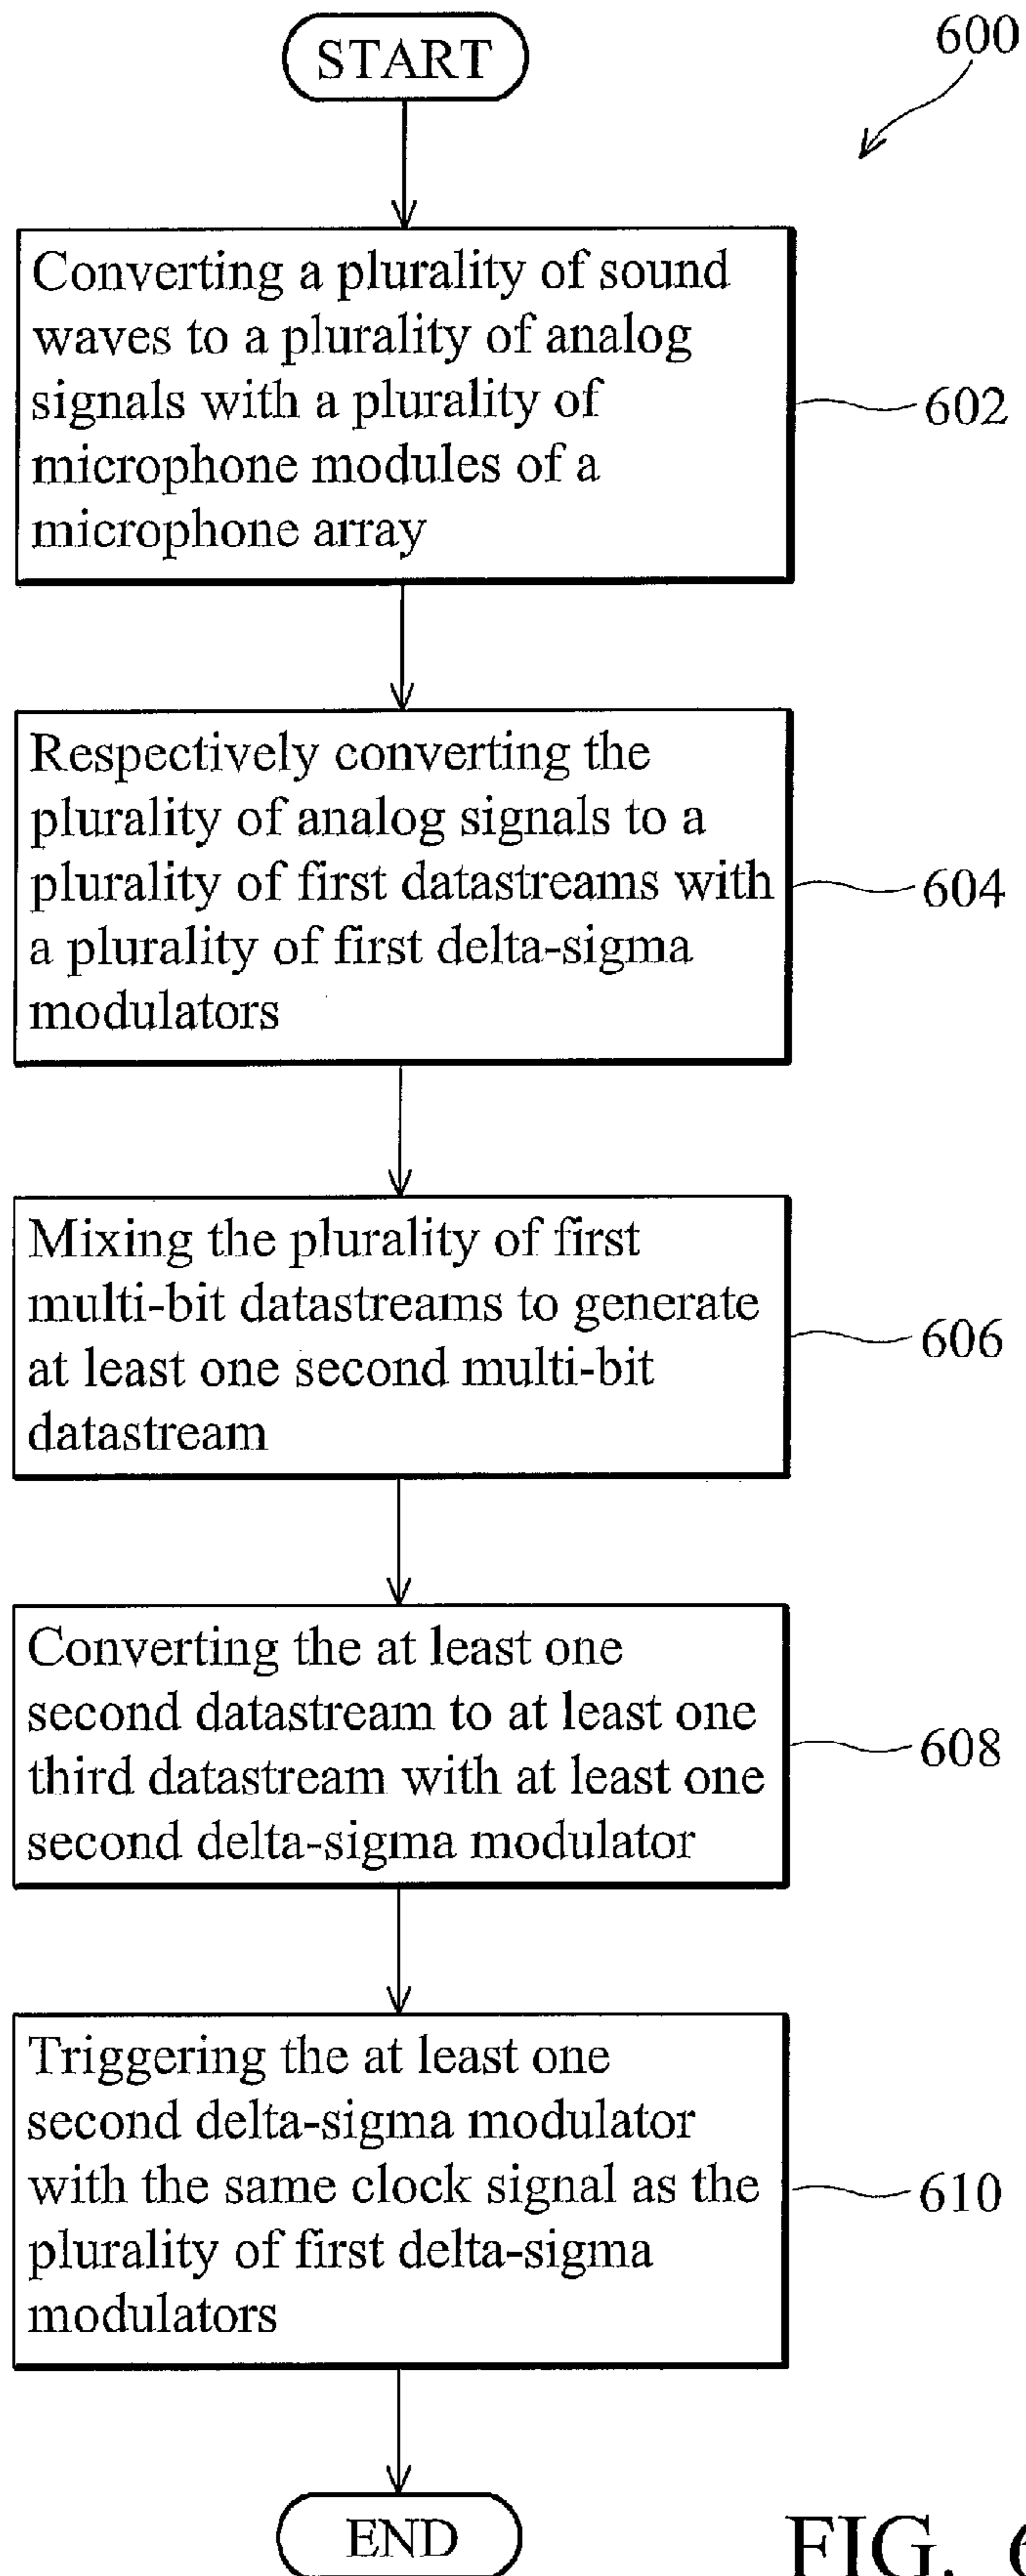 START
600
Converting a plurality of sound
waves to a plurality of analog
signals with a plurality of
microphone modules of a
microphone array
602
Respectively converting the
plurality of analog signals to a
plurality of first datastreams with
a plurality of first delta-sigma
modulators
604
Mixing the plurality of first
multi-bit datastreams to generate
at least one second multi-bit
datastream
606
Converting the at least one
second datastream to at least one
third datastream with at least one
second delta-sigma modulator
608
Triggering the at least one
second delta-sigma modulator
with the same clock signal as the
plurality of first delta-sigma
modulators
610
END
FIG. 6